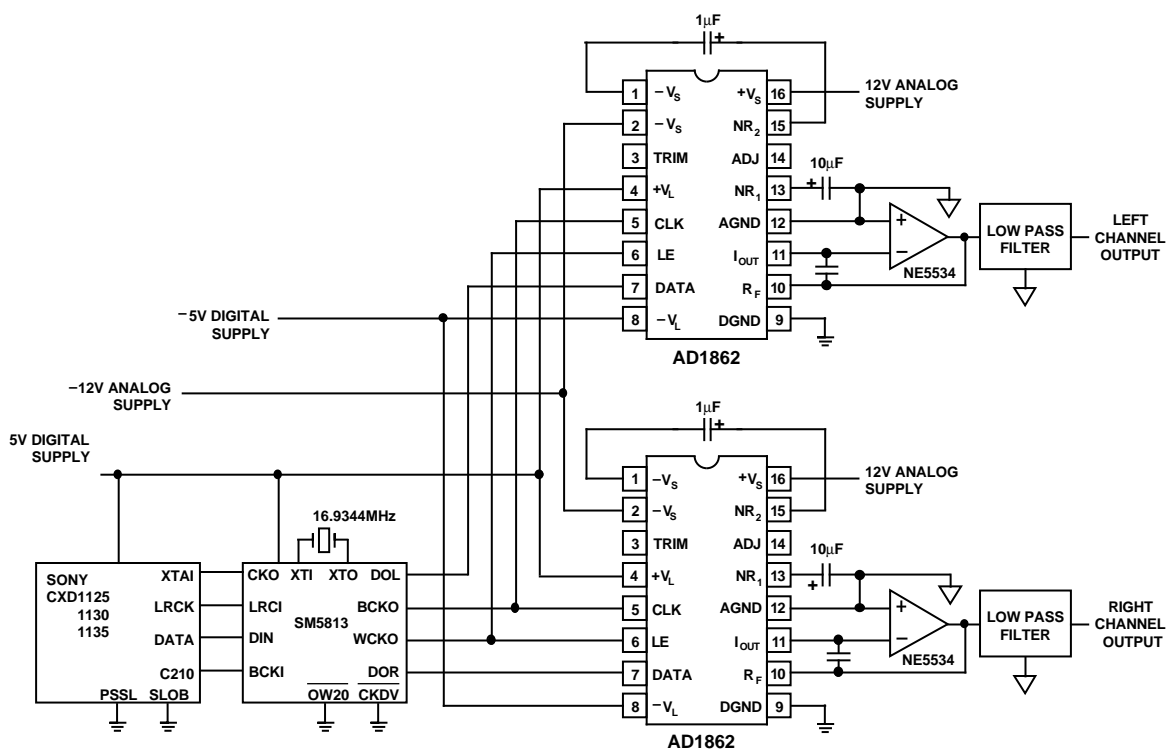 1μF
+
1
–VS
+VS
16
12V ANALOG
SUPPLY
2
–VS
NR2
15
3
TRIM
ADJ
14
10μF
4
+VL
NR1
13
+
5
CLK
AGND
12
+
LEFT
CHANNEL
OUTPUT
LOW PASS
FILTER
6
LE
IOUT
11
–
NE5534
7
DATA
RF
10
–5V DIGITAL
SUPPLY
8
–VL
DGND
9
AD1862
–12V ANALOG
SUPPLY
1μF
+
5V DIGITAL
SUPPLY
1
–VS
+VS
16
12V ANALOG
SUPPLY
2
–VS
NR2
15
16.9344MHz
3
TRIM
ADJ
14
10μF
SONY
CXD1125
1130
1135
XTAI
LRCK
DATA
C210
PSSL
SLOB
CKO
XTI
XTO
DOL
LRCI
BCKO
SM5813
DIN
WCKO
BCKI
DOR
OW20
CKDV
4
+VL
NR1
13
+
5
CLK
AGND
12
+
RIGHT
CHANNEL
OUTPUT
LOW PASS
FILTER
6
LE
IOUT
11
–
NE5534
7
DATA
RF
10
8
–VL
DGND
9
AD1862